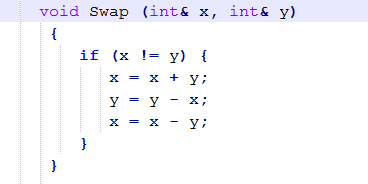 void Swap (int& x, int& y)
{
if (x != y) {
x = x + y;
y = y - x;
x = x - y;
}
}